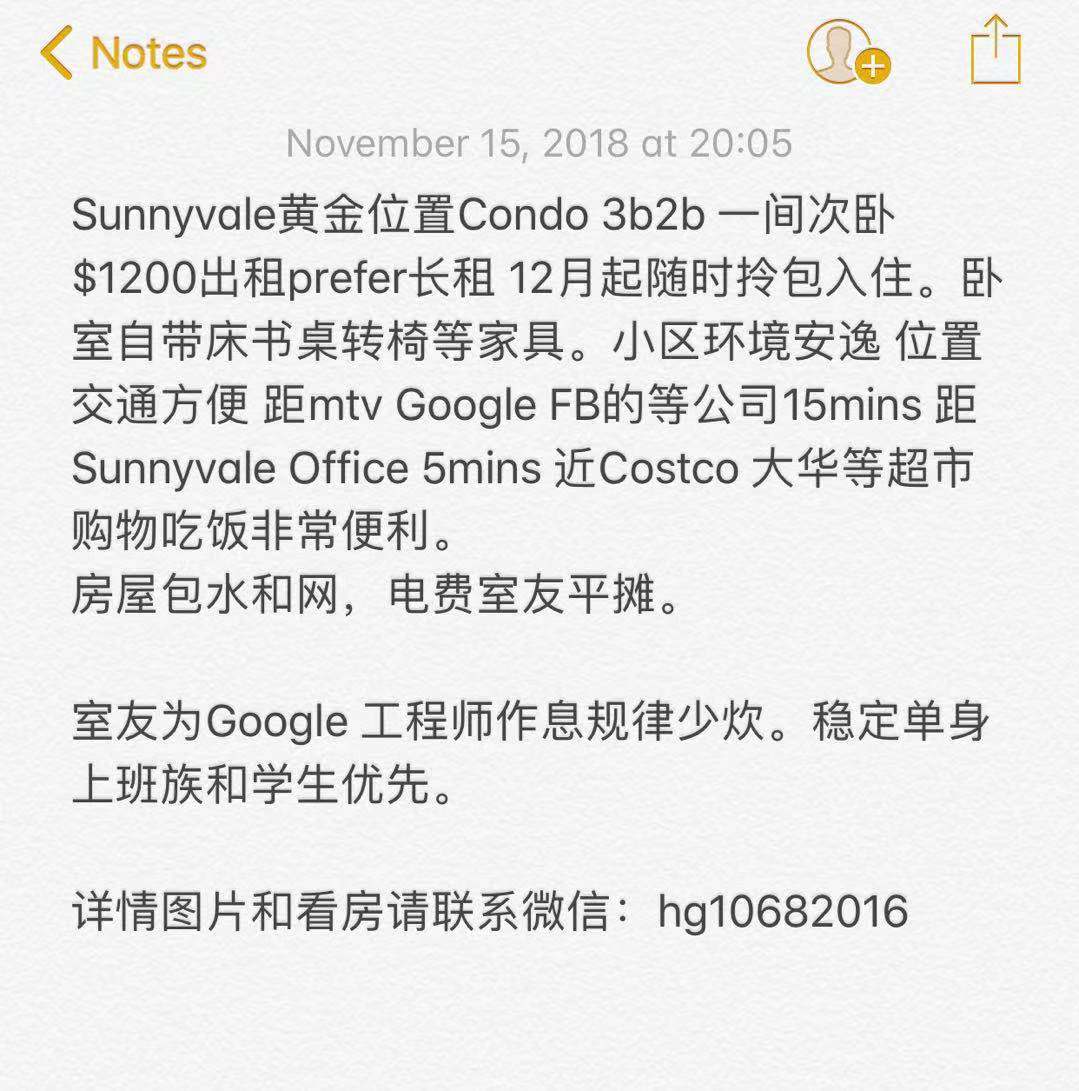 Notes
November 15, 2018 at 20:05
Sunnyvale黄金位置Condo 3b2b 一间次卧
$1200出租prefer长租 12月起随时拎包入住。卧
室自带床书桌转椅等家具。小区环境安逸 位置
交通方便 距mtv Google FB的等公司15mins 距
Sunnyvale Office 5mins 近Costco 大华等超市
购物吃饭非常便利。
房屋包水和网，电费室友平摊。
室友为Google 工程师作息规律少炊。稳定单身
上班族和学生优先。
详情图片和看房请联系微信：hg10682016